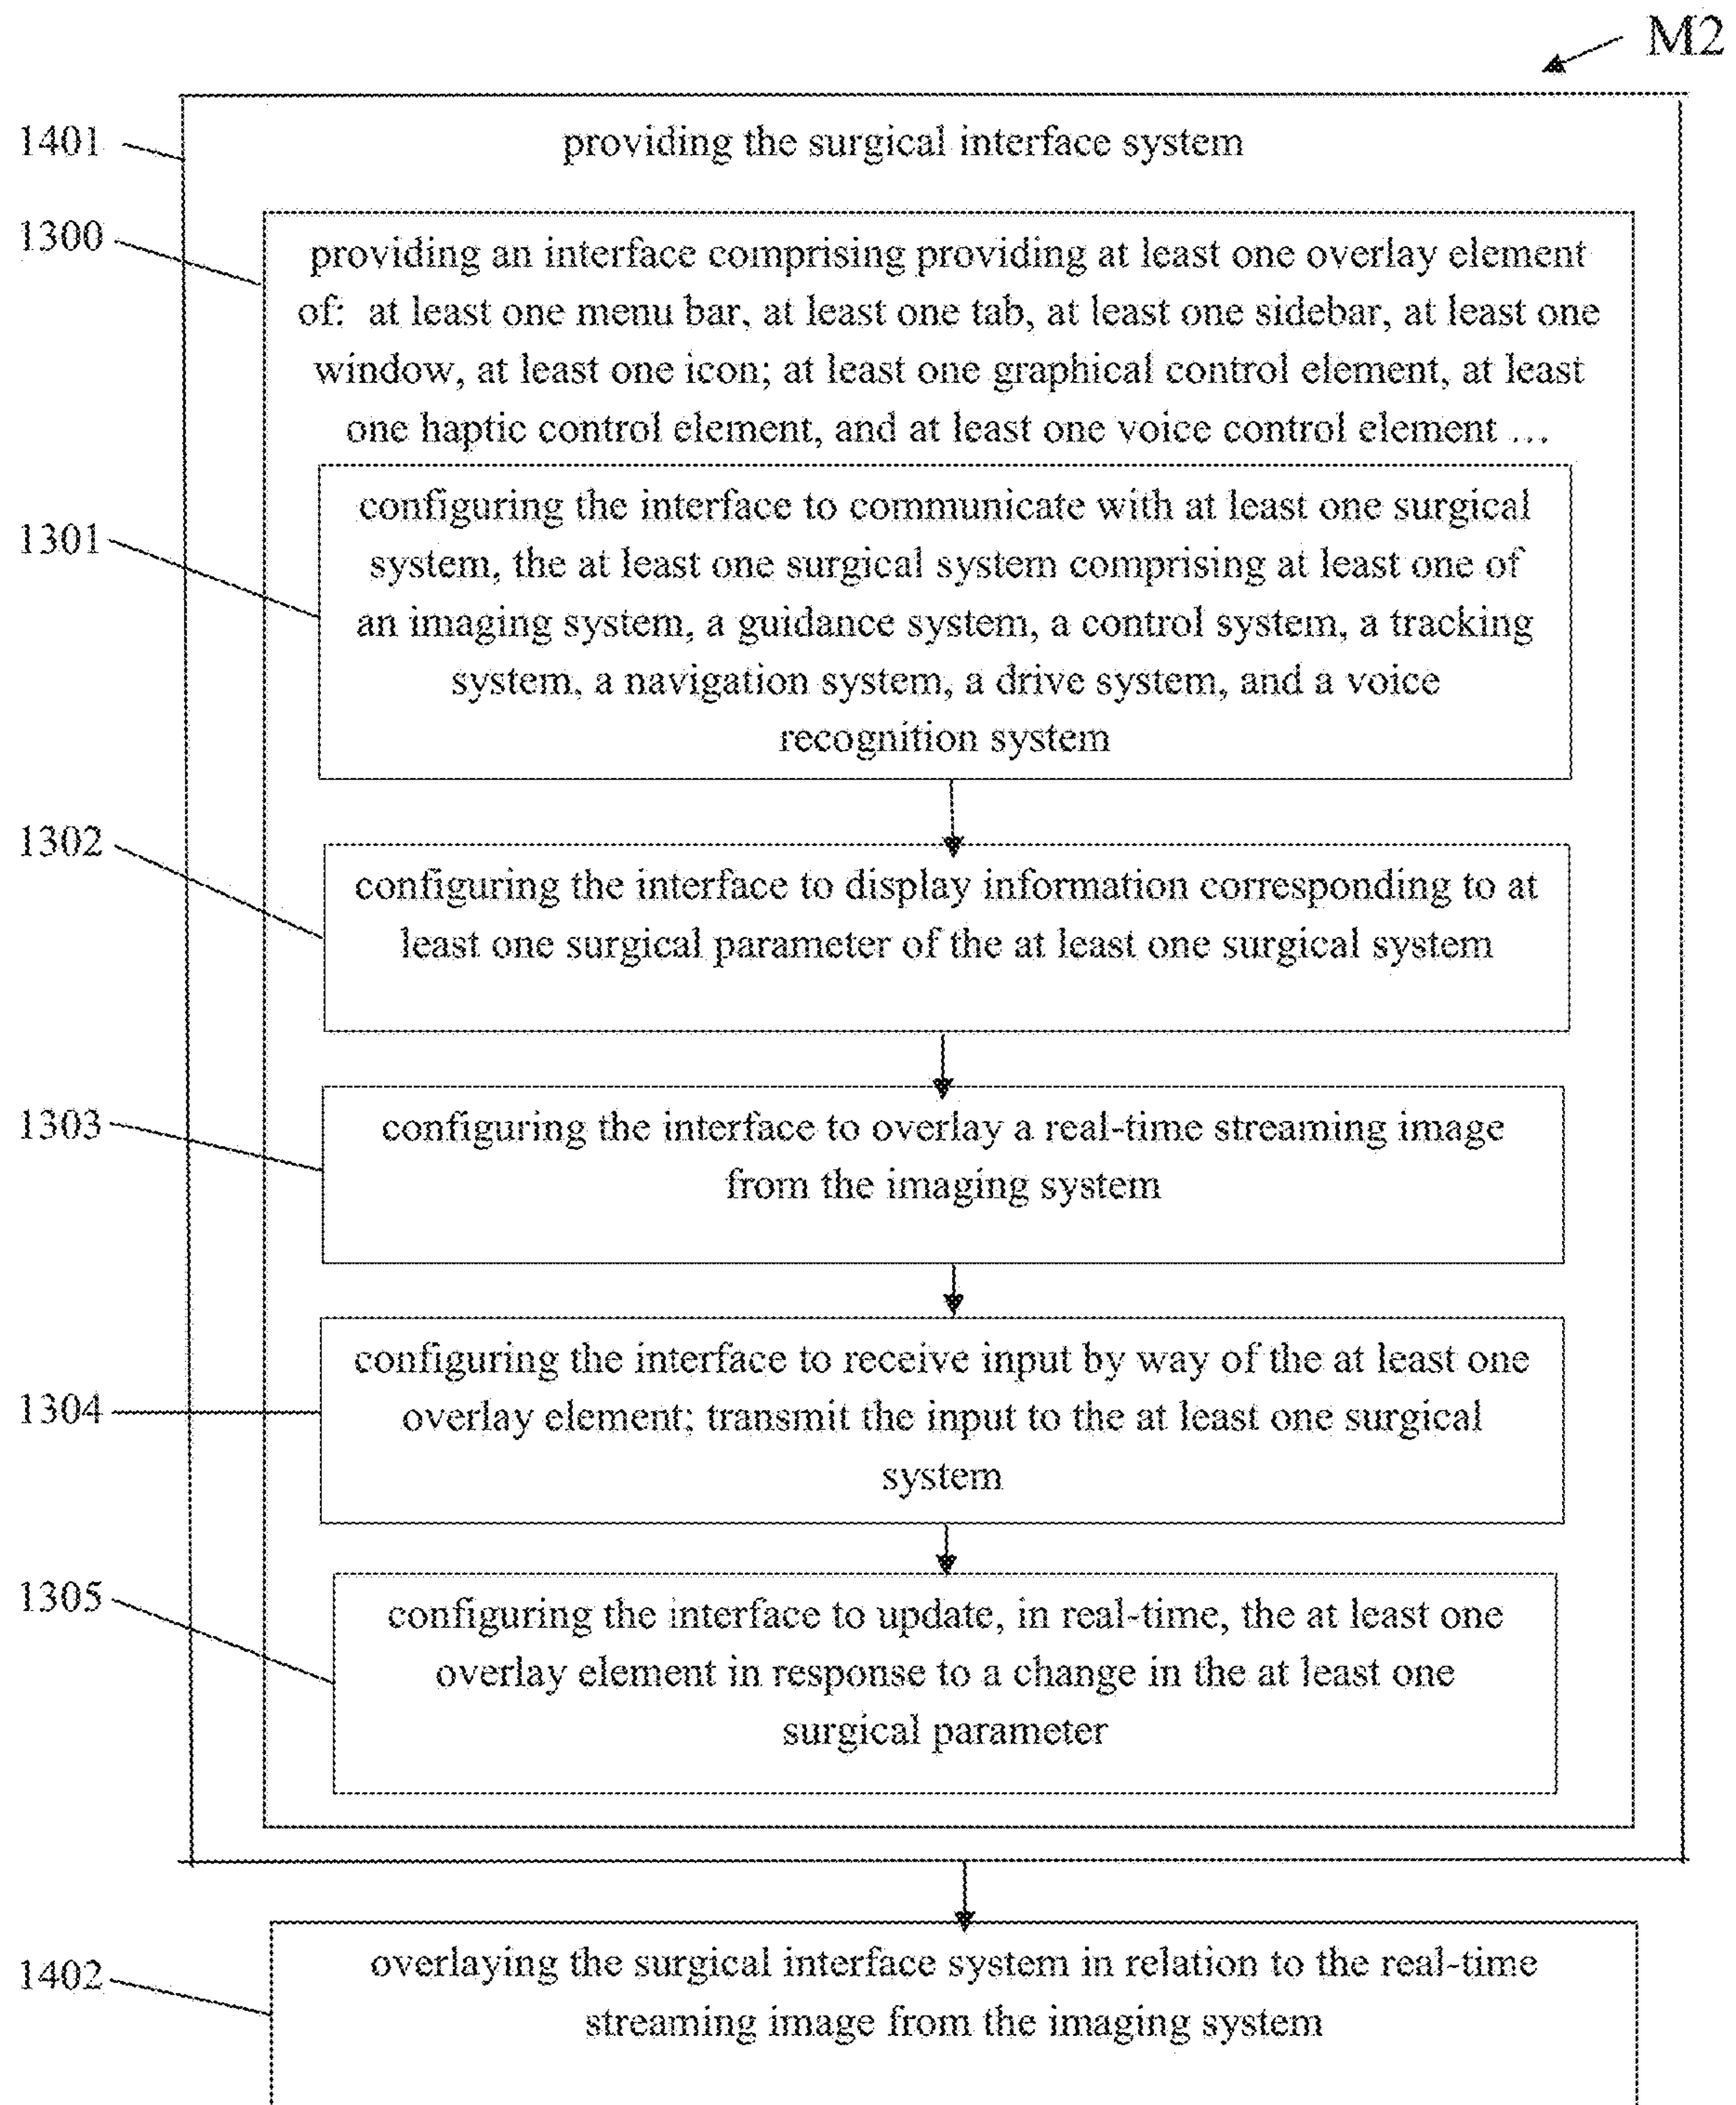 M2
1401
providing the surgical interface system
1300
providing an interface comprising providing at least one overlay element
of: at least one menu bar, at least one tab, at least one sidebar, at least one
window, at least one icon; at least one graphical control element, at least
one haptic control element, and at least one voice control element ...
1301
configuring the interface to communicate with at least one surgical
system, the at least one surgical system comprising at least one of
an imaging system, a guidance system, a control system, a tracking
system, a navigation system, a drive system, and a voice
recognition system
1302
configuring the interface to display information corresponding to at
least one surgical parameter of the at least one surgical system
1303
configuring the interface to overlay a real-time streaming image
from the imaging system
1304
configuring the interface to receive input by way of the at least one
overlay element; transmit the input to the at least one surgical
system
1305
configuring the interface to update, in real-time, the at least one
overlay element in response to a change in the at least one
surgical parameter
1402
overlaying the surgical interface system in relation to the real-time
streaming image from the imaging system